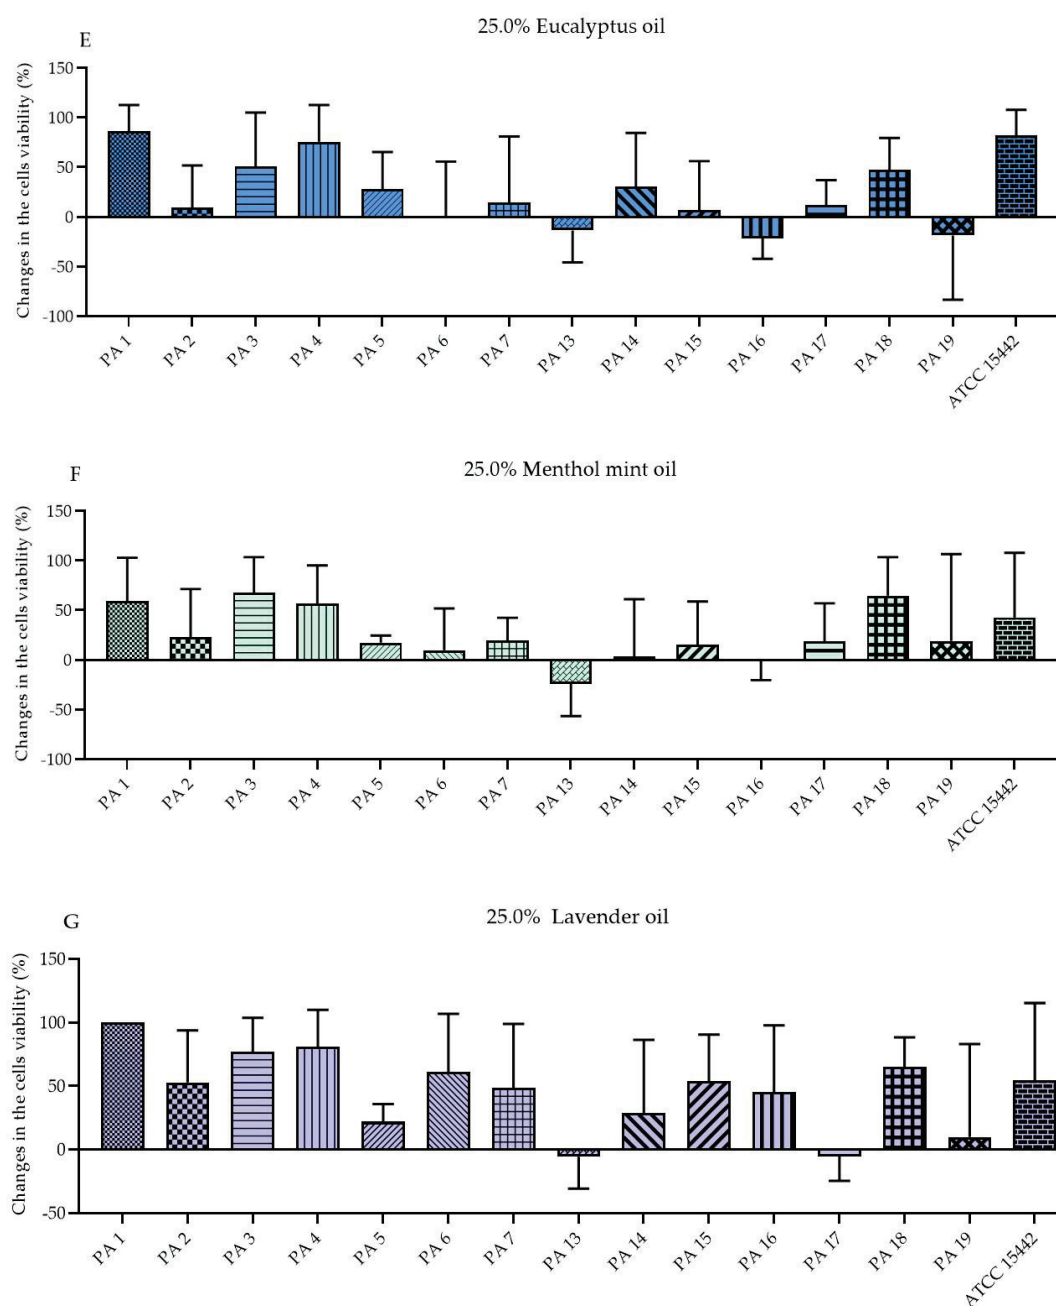 E
25.0% Eucalyptus oil
Changes in the cells viability (%)
150
100
50
0
-50
-100
PA 1
PA 2
PA 3
PA 4
PA 5
PA 6
PA 7
PA 13
PA 14
PA 15
PA 16
PA 17
PA 18
PA 19
ATCC 15442
F
25.0% Menthol mint oil
Changes in the cells viability (%)
150
100
50
0
-50
-100
PA 1
PA 2
PA 3
PA 4
PA 5
PA 6
PA 7
PA 13
PA 14
PA 15
PA 16
PA 17
PA 18
PA 19
ATCC 15442
G
25.0% Lavender oil
Changes in the cells viability (%)
150
100
50
0
-50
PA 1
PA 2
PA 3
PA 4
PA 5
PA 6
PA 7
PA 13
PA 14
PA 15
PA 16
PA 17
PA 18
PA 19
ATCC 15442